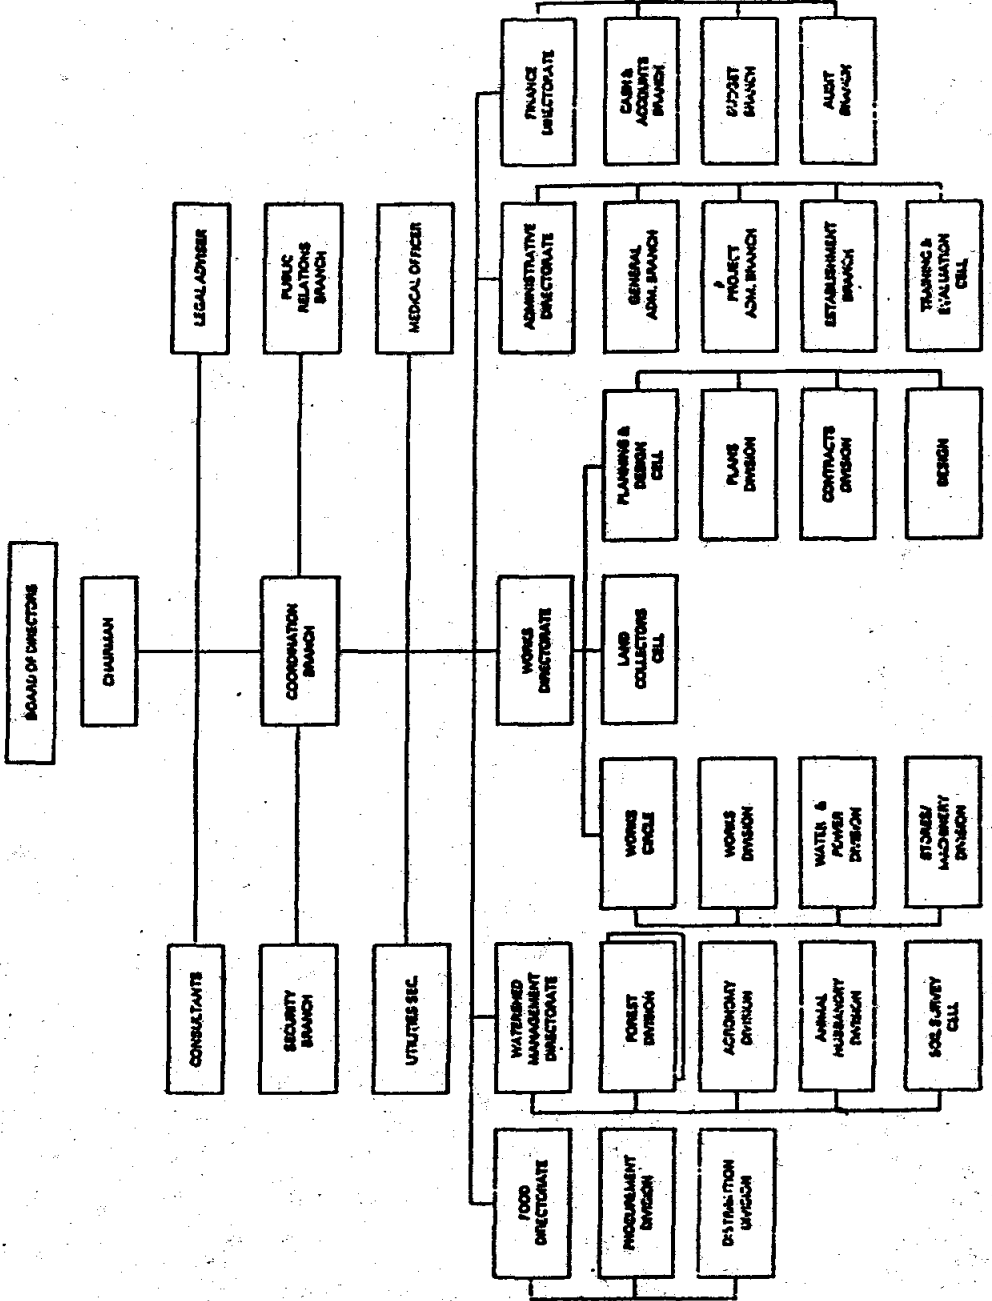 BOARD OF DIRECTORS
CHAIRMAN
CONSULTANTS
LEGAL ADVISER
SECURITY
BRANCH
COORDINATION
BRANCH
PUBLIC
RELATIONS
BRANCH
UTILITIES SEC.
MEDICAL OFFICER
FOOD
DIRECTORATE
WATERSHED
MANAGEMENT
DIRECTORATE
WORKS
DIRECTORATE
ADMINISTRATIVE
DIRECTORATE
FINANCE
DIRECTORATE
PROCUREMENT
DIVISION
FOREST
DIVISION
WORKS
CIRCLE
LAND
COLLECTORS
CELL
PLANNING &
DESIGN
CELL
GENERAL
ADM. BRANCH
CASH &
ACCOUNTS
BRANCH
DISTRIBUTION
DIVISION
AGRONOMY
DIVISION
WORKS
DIVISION
PLANS
DIVISION
PROJECT
ADM. BRANCH
BUDGET
BRANCH
ANIMAL
HUSBANDRY
DIVISION
WATER &
POWER
DIVISION
CONTRACTS
DIVISION
ESTABLISHMENT
BRANCH
AUDIT
BRANCH
SOIL SURVEY
CELL
STORES/
MACHINERY
DIVISION
DESIGN
TRAINING &
EVALUATION
CELL